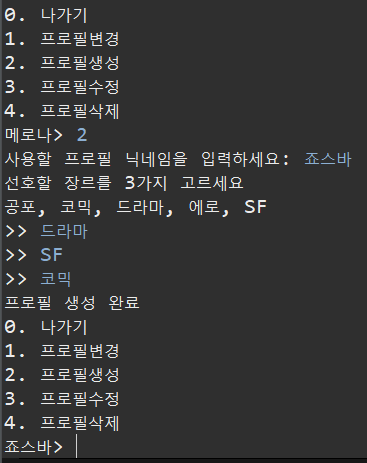 0. 나가기
1. 프로필변경
2. 프로필생성
3. 프로필수정
4. 프로필삭제
메로나> 2
사용할 프로필 닉네임을 입력하세요: 죠스바
선호할 장르를 3가지 고르세요
공포, 코믹, 드라마, 에로, SF
>> 드라마
>> SF
>> 코믹
프로필 생성 완료
0. 나가기
1. 프로필변경
2. 프로필생성
3. 프로필수정
4. 프로필삭제
죠스바>